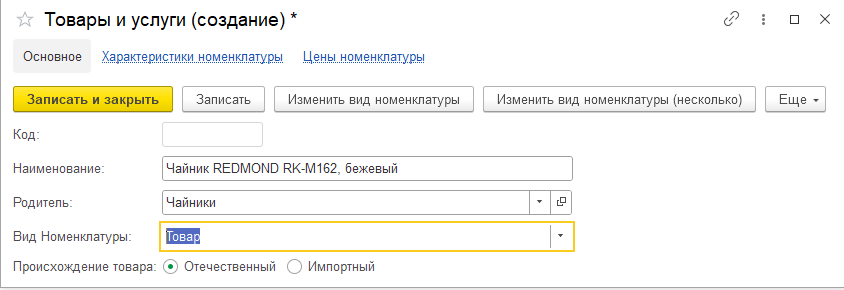 Товары и услуги (создание) *
Основное Характеристики номенклатуры Цены номенклатуры
Записать и закрыть Записать Изменить вид номенклатуры Изменить вид номенклатуры (несколько) Еще
Код:
Наименование: Чайник REDMOND RK-M162, бежевый
Родитель: Чайники
Вид Номенклатуры: Товар
Происхождение товара: Отечественный Импортный